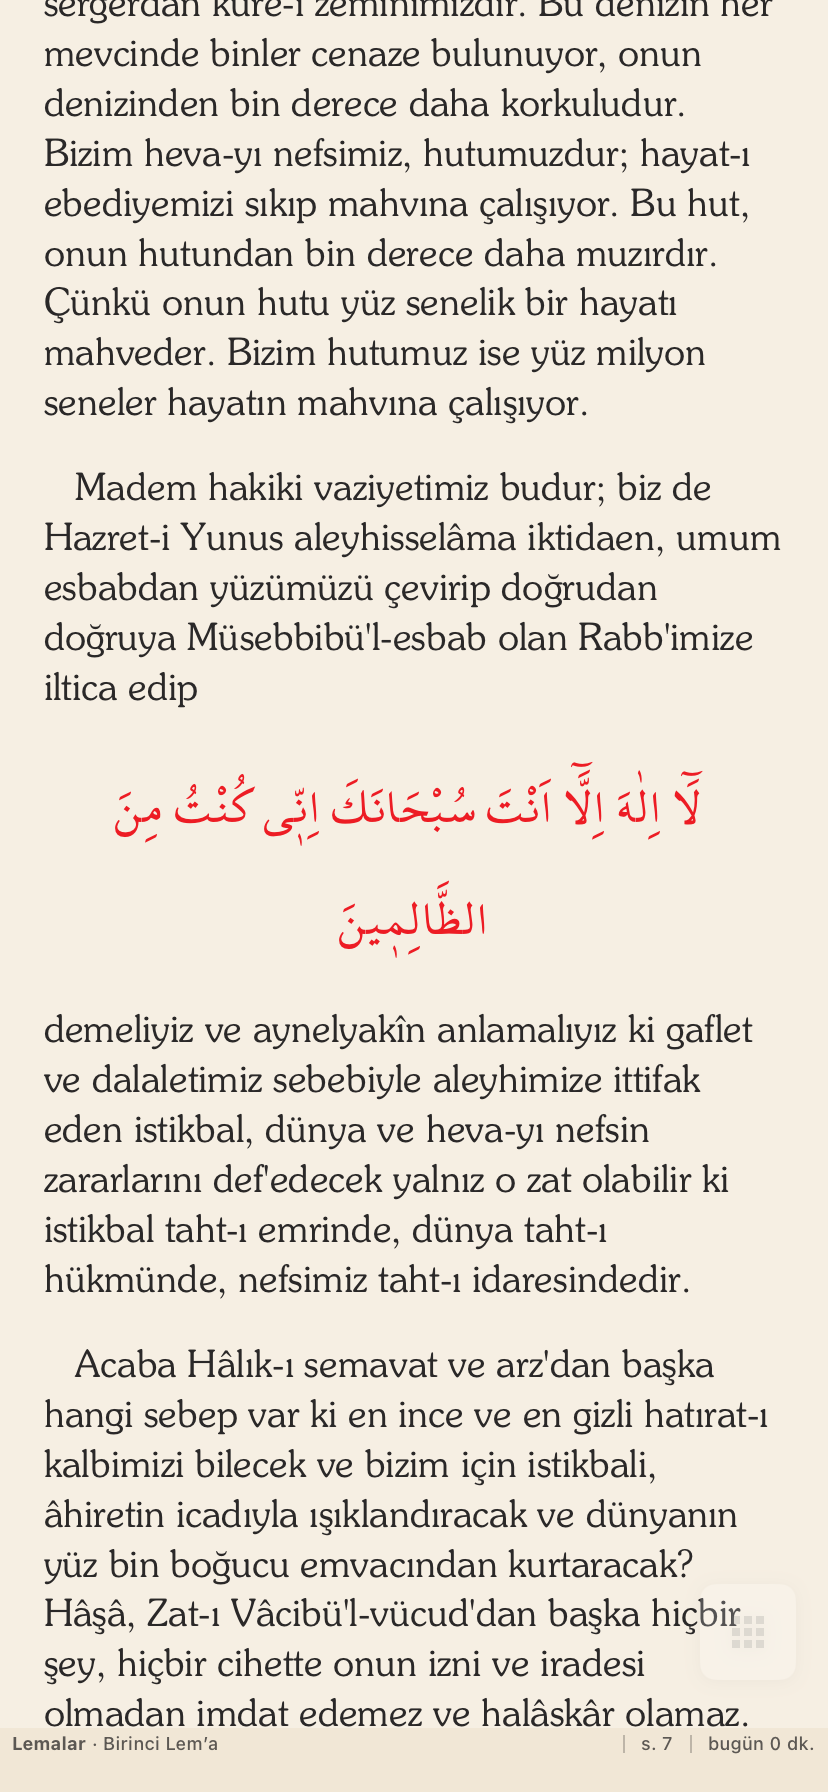 sergerdan küre-i zeminimizdir. Bu denizin her
mevcinde binler cenaze bulunuyor, onun
denizinden bin derece daha korkuludur.
Bizim heva-yı nefsimiz, hutumuzdur; hayat-ı
ebediyemizi sıkıp mahvına çalışıyor. Bu hut,
onun hutundan bin derece daha muzırdır.
Çünkü onun hutu yüz senelik bir hayatı
mahveder. Bizim hutumuz ise yüz milyon
seneler hayatın mahvına çalışıyor.
Madem hakiki vaziyetimiz budur; biz de
Hazret-i Yunus aleyhisselâma iktidaen, umum
esbabdan yüzümüzü çevirip doğrudan
doğruya Müsebbibü'l-esbab olan Rabb'imize
iltica edip
لَٓا اِلٰهَ اِلَّٓا اَنْتَ سُبْحَانَكَ اِنّٖى كُنْتُ مِنَ
الظَّالِمٖينَ
demeliyiz ve aynelyakîn anlamalıyız ki gaflet
ve dalaletimiz sebebiyle aleyhimize ittifak
eden istikbal, dünya ve heva-yı nefsin
zararlarını def'edecek yalnız o zat olabilir ki
istikbal taht-ı emrinde, dünya taht-ı
hükmünde, nefsimiz taht-ı idaresindedir.
Acaba Hâlık-ı semavat ve arz'dan başka
hangi sebep var ki en ince ve en gizli hatırat-ı
kalbimizi bilecek ve bizim için istikbali,
âhiretin icadıyla ışıklandıracak ve dünyanın
yüz bin boğucu emvacından kurtaracak?
Hâşâ, Zat-ı Vâcibü'l-vücud'dan başka hiçbir
şey, hiçbir cihette onun izni ve iradesi
olmadan imdat edemez ve halâskâr olamaz.
Lemalar · Birinci Lem'a | s. 7 | bugün 0 dk.